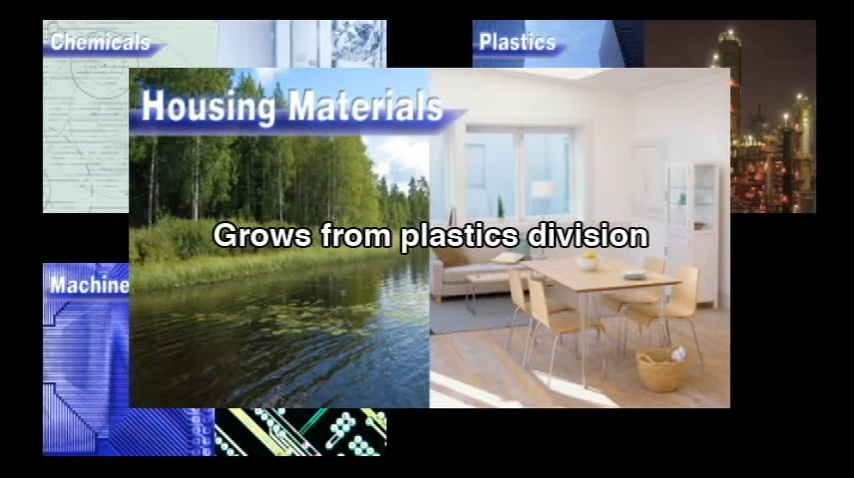 Chemicals
Plastics
Housing Materials
Grows from plastics division
Machine